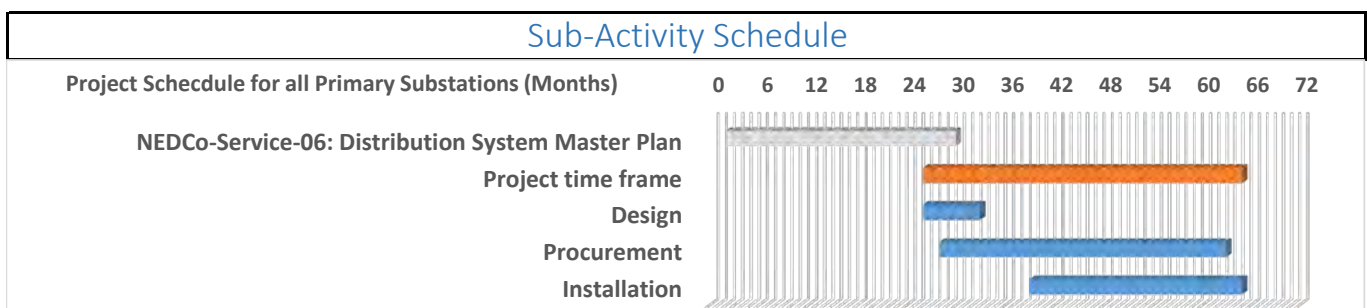 Sub-Activity Schedule
Project Schecdule for all Primary Substations (Months) 0 6 12 18 24 30 36 42 48 54 60 66 72
NEDCo-Service-06: Distribution System Master Plan
Project time frame
Design
Procurement
Installation